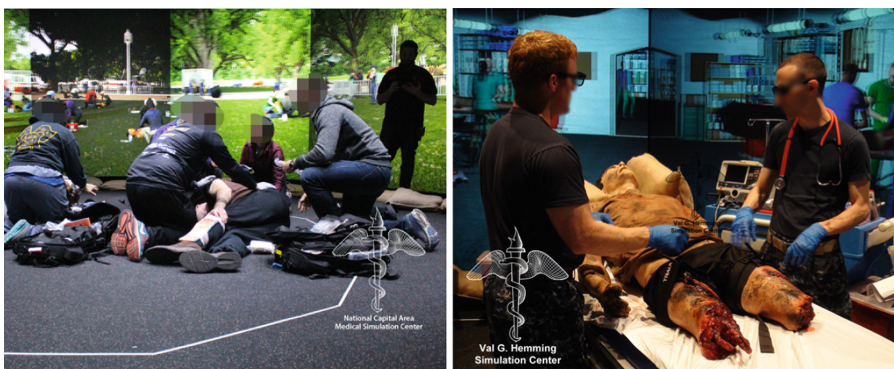 National Capital Area
Medical Simulation Center
Val G. Hemming
Simulation Center